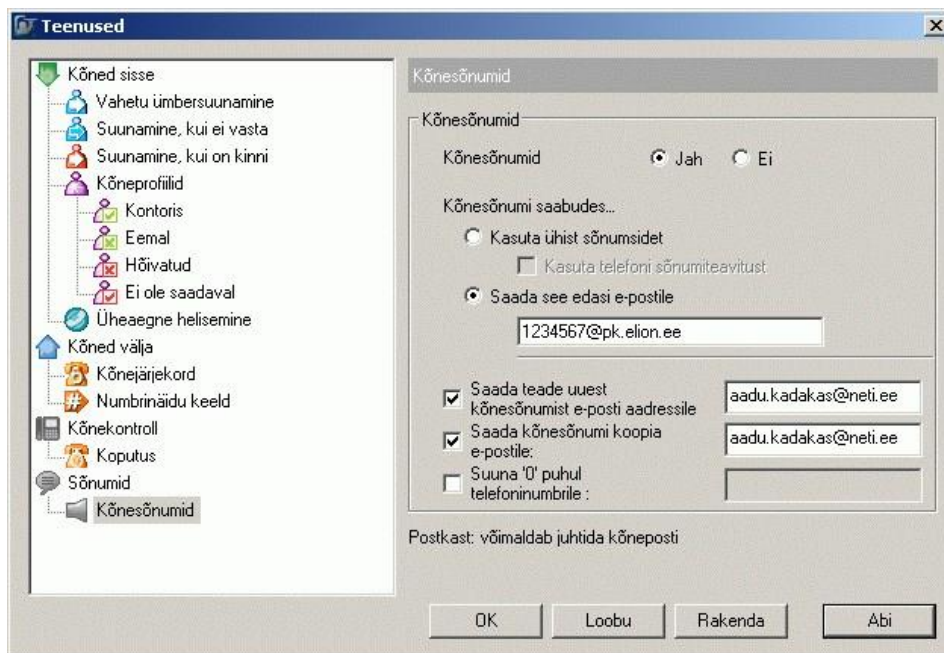 Teenused
Kõned sisse
Vahetu ümbersuunamine
Suunamine, kui ei vasta
Suunamine, kui on kinni
Kõneprofiilid
Kontoris
Eemal
Hõivatud
Ei ole saadaval
Üheaegne helisemine
Kõned välja
Kõnejärjekord
Numbrinäidu keeld
Kõnekontroll
Koputus
Sõnumid
Kõnesõnumid
Kõnesõnumid
Kõnesõnumid
Kõnesõnumid Jah Ei
Kõnesõnumi saabudes...
Kasuta ühist sõnumsidet
Kasuta telefoni sõnumiteavitust
Saada see edasi e-postile
1234567@pk.elion.ee
Saada teade uuest
kõnesõnumist e-posti aadressile
aadu.kadakas@neti.ee
Saada kõnesõnumi koopia
e-postile:
aadu.kadakas@neti.ee
Suuna '0' puhul
telefoninumbrile :
Postkast: võimaldab juhtida kõneposti
OK Loobu Rakenda Abi